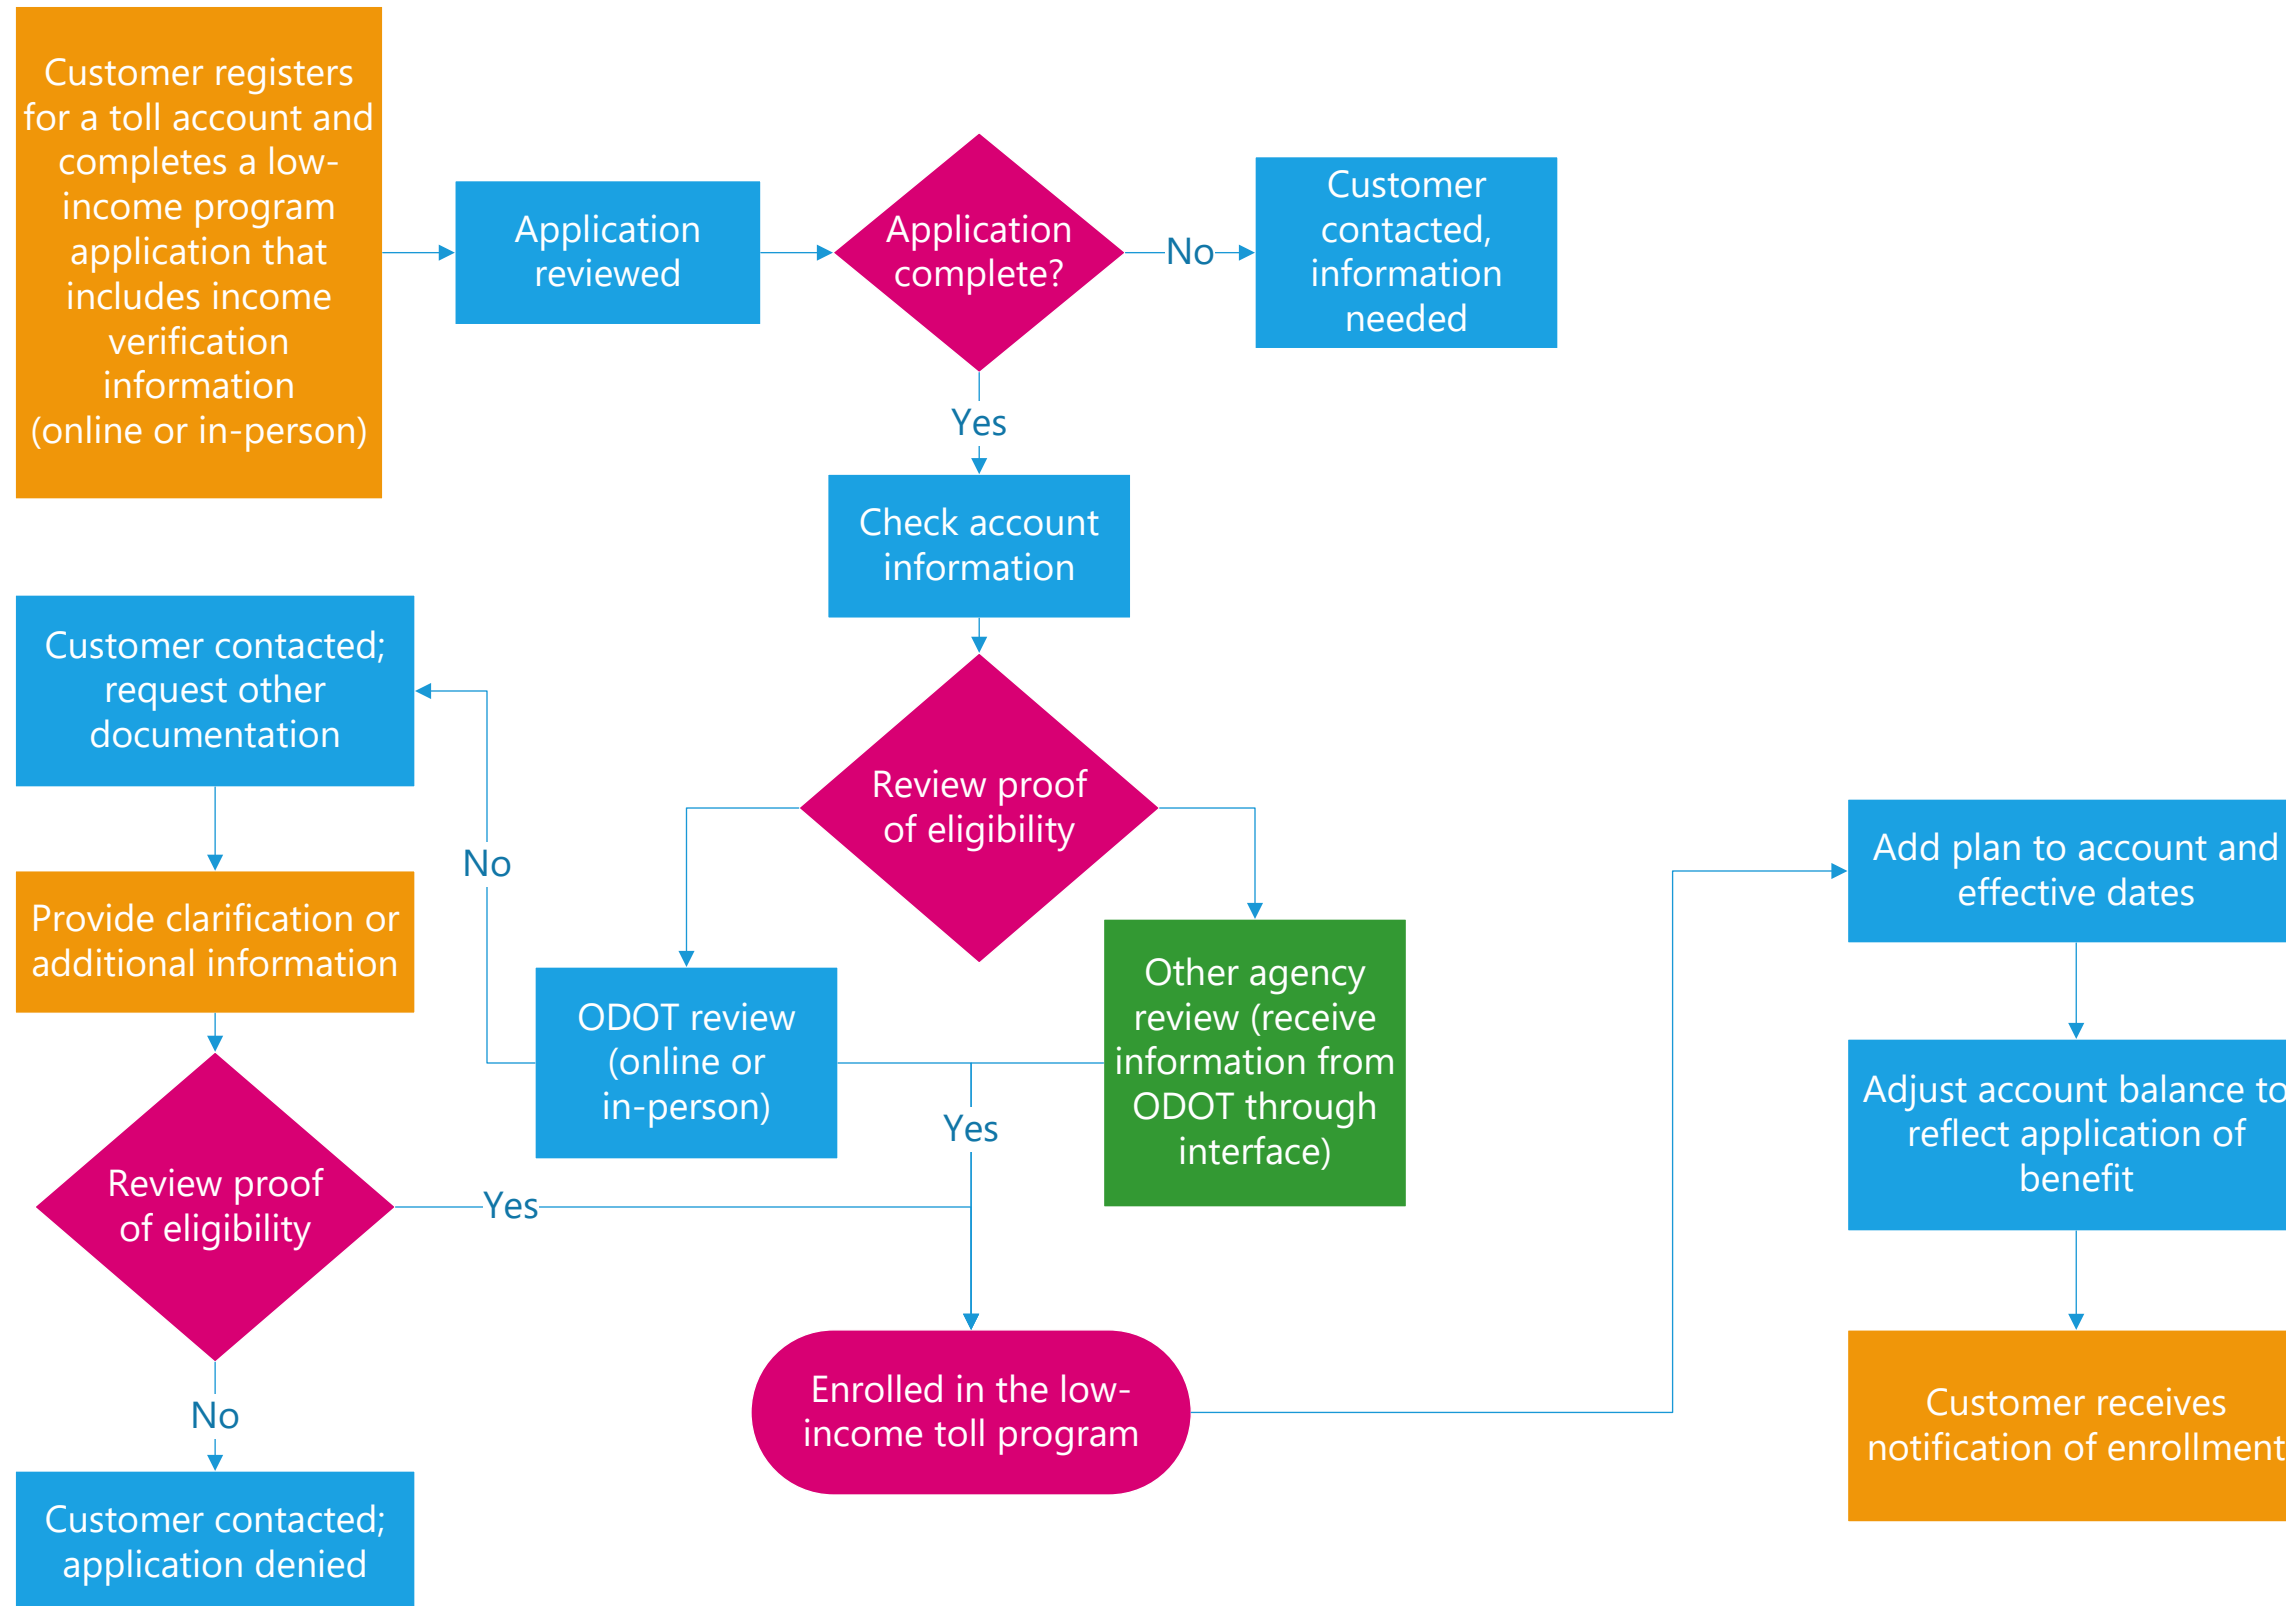 Customer registers
for a toll account and
completes a low-
income program
application that
includes income
verification
information
(online or in-person)
Application
reviewed
Application
complete?
No
Customer
contacted,
information
needed
Yes
Check account
information
Review proof
of eligibility
Customer contacted;
request other
documentation
No
Provide clarification or
additional information
ODOT review
(online or
in-person)
Other agency
review (receive
information from
ODOT through
interface)
Yes
Review proof
of eligibility
Yes
No
Customer contacted;
application denied
Enrolled in the low-
income toll program
Add plan to account and
effective dates
Adjust account balance to
reflect application of
benefit
Customer receives
notification of enrollment